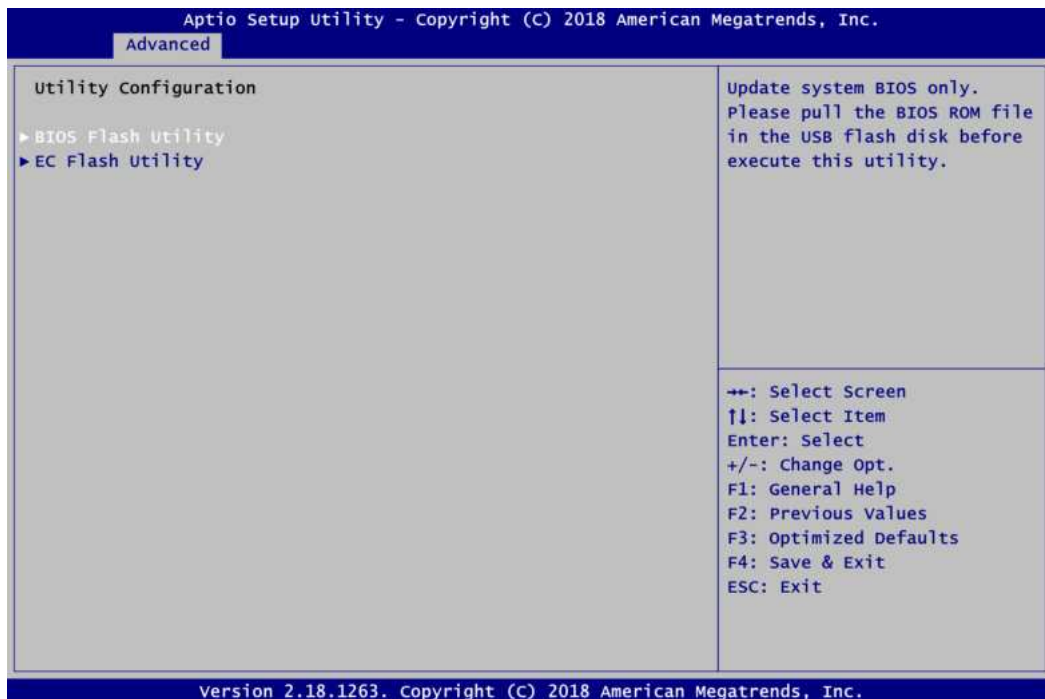 Aptio Setup Utility - Copyright (C) 2018 American Megatrends, Inc.
Advanced
Utility Configuration
►BIOS Flash Utility
►EC Flash Utility
Update system BIOS only.
Please pull the BIOS ROM file
in the USB flash disk before
execute this utility.
→←: Select Screen
↑↓: Select Item
Enter: Select
+/-: Change Opt.
F1: General Help
F2: Previous Values
F3: Optimized Defaults
F4: Save & Exit
ESC: Exit
Version 2.18.1263. Copyright (C) 2018 American Megatrends, Inc.